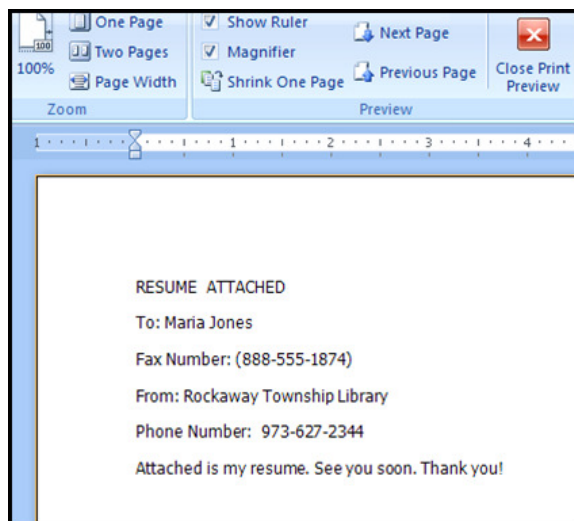 One Page
Show Ruler
Next Page
100
Two Pages
Magnifier
100%
Page Width
Shrink One Page
Previous Page
Close Print
Preview
Zoom
Preview
1 1 2 3 4
RESUME  ATTACHED
To: Maria Jones
Fax Number: (888-555-1874)
From: Rockaway Township Library
Phone Number:  973-627-2344
Attached is my resume. See you soon. Thank you!